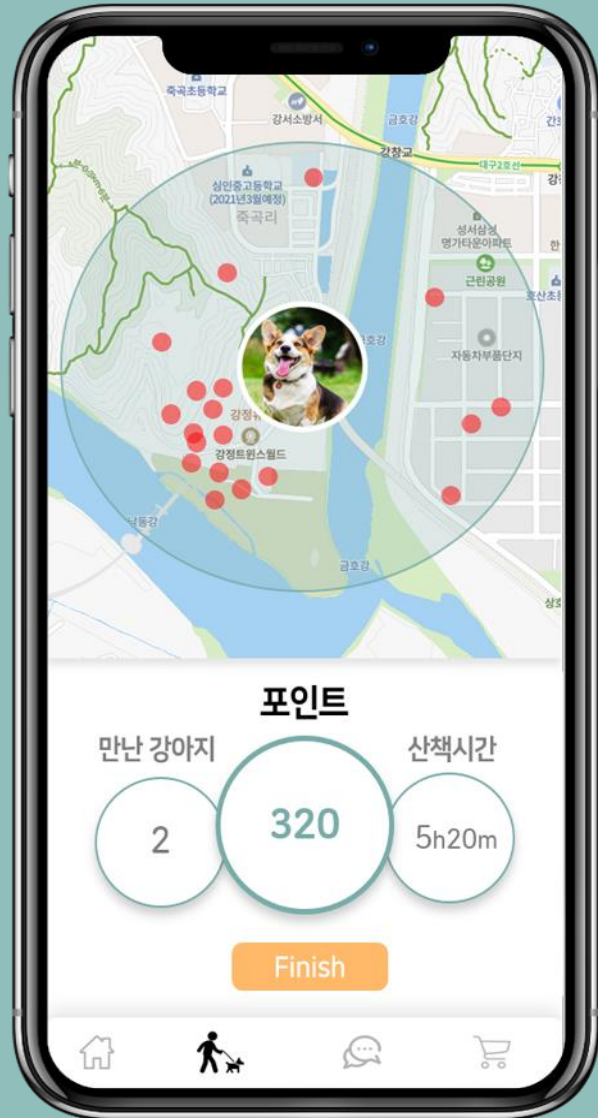 죽곡초등학교
강서소방서
금호강
강창교
대구2호선
심인중고등학교
(2021년3월예정)
죽곡리
성서삼성
명가타운아파트
근린공원
자동차부품단지
강정트윈스월드
낙동강
금호강
포인트
만난 강아지
산책시간
2
320
5h20m
Finish